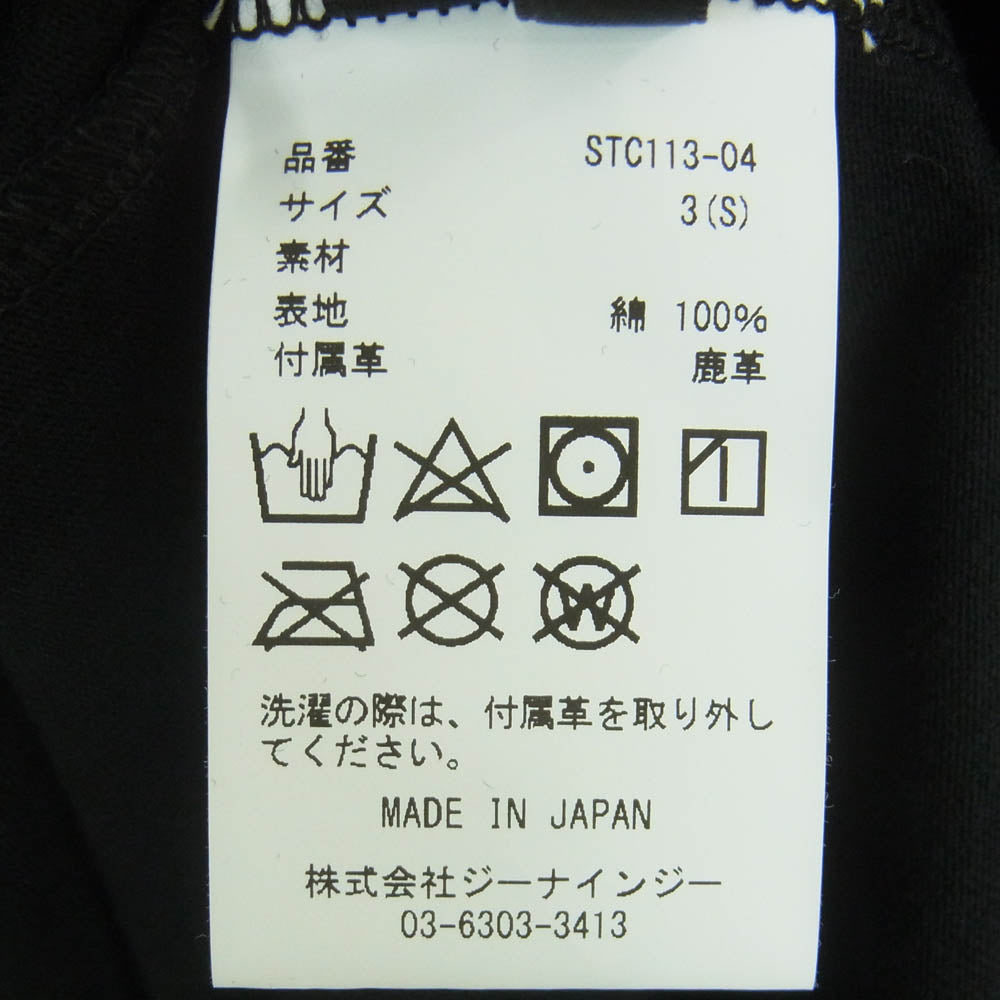 品番 STC113-04
サイズ 3(S)
素材
表地 綿 100%
付属革 鹿革
W
洗濯の際は、付属革を取り外し
てください。
MADE IN JAPAN
株式会社ジーナインジー
03-6303-3413